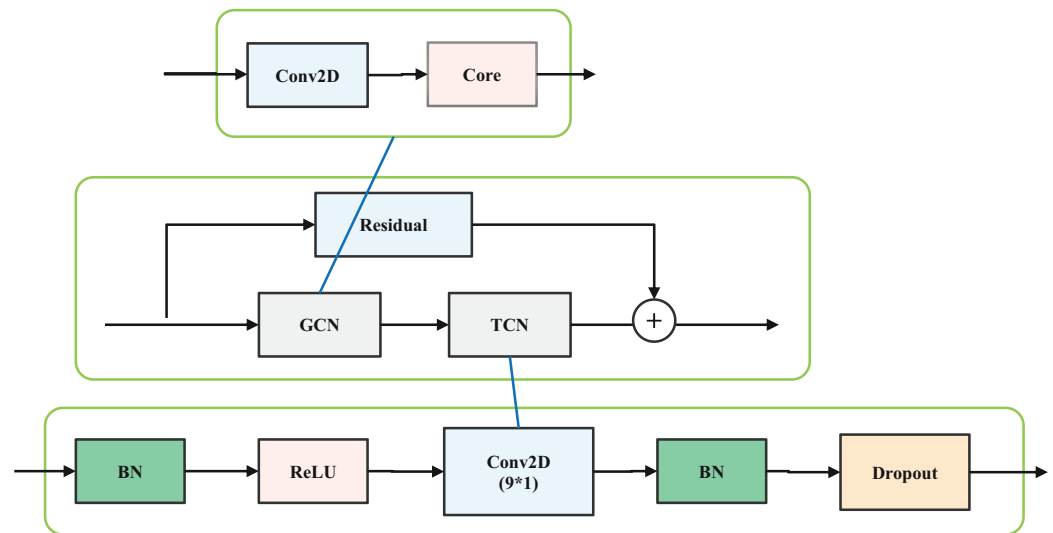 Conv2D
Core
Residual
GCN
TCN
+
BN
ReLU
Conv2D
(9*1)
BN
Dropout